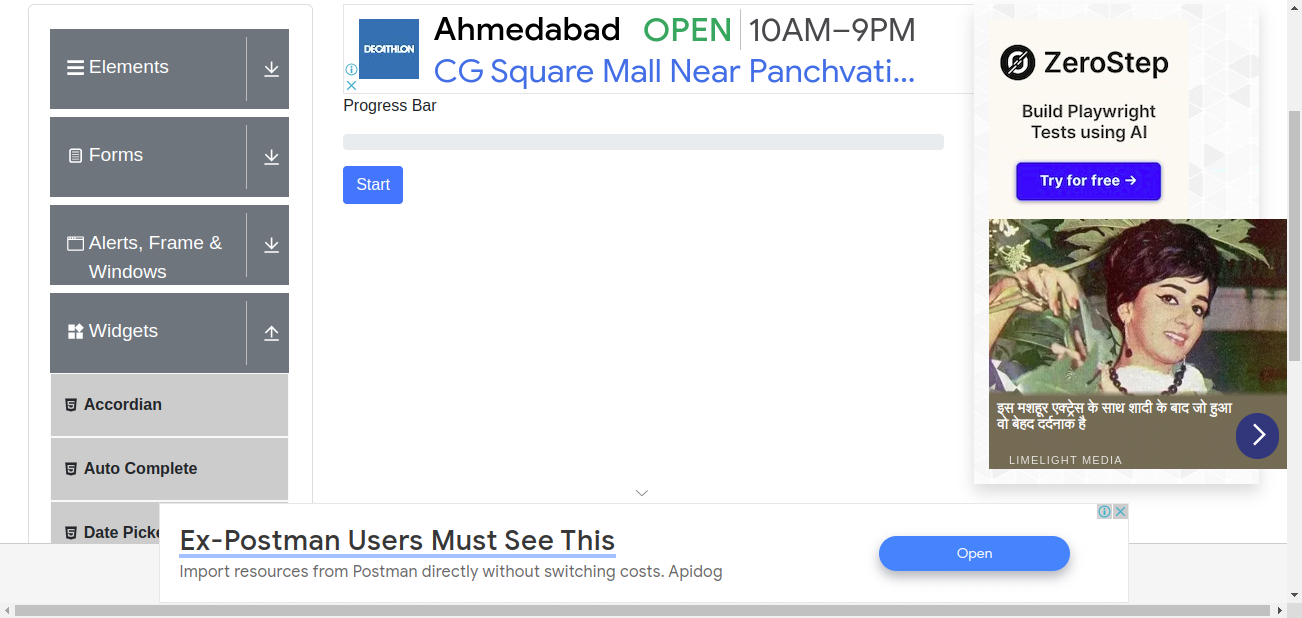 Elements
Forms
Alerts, Frame &
Windows
Widgets
Accordian
Auto Complete
Date Picke
DECATHLON
Ahmedabad OPEN 10AM–9PM
CG Square Mall Near Panchvati...
Progress Bar
Start
ZeroStep
Build Playwright
Tests using AI
Try for free →
इस मशहूर एक्ट्रेस के साथ शादी के बाद जो हुआ
वो बेहद दर्दनाक है
LIMELIGHT MEDIA
Ex-Postman Users Must See This
Import resources from Postman directly without switching costs. Apidog
Open